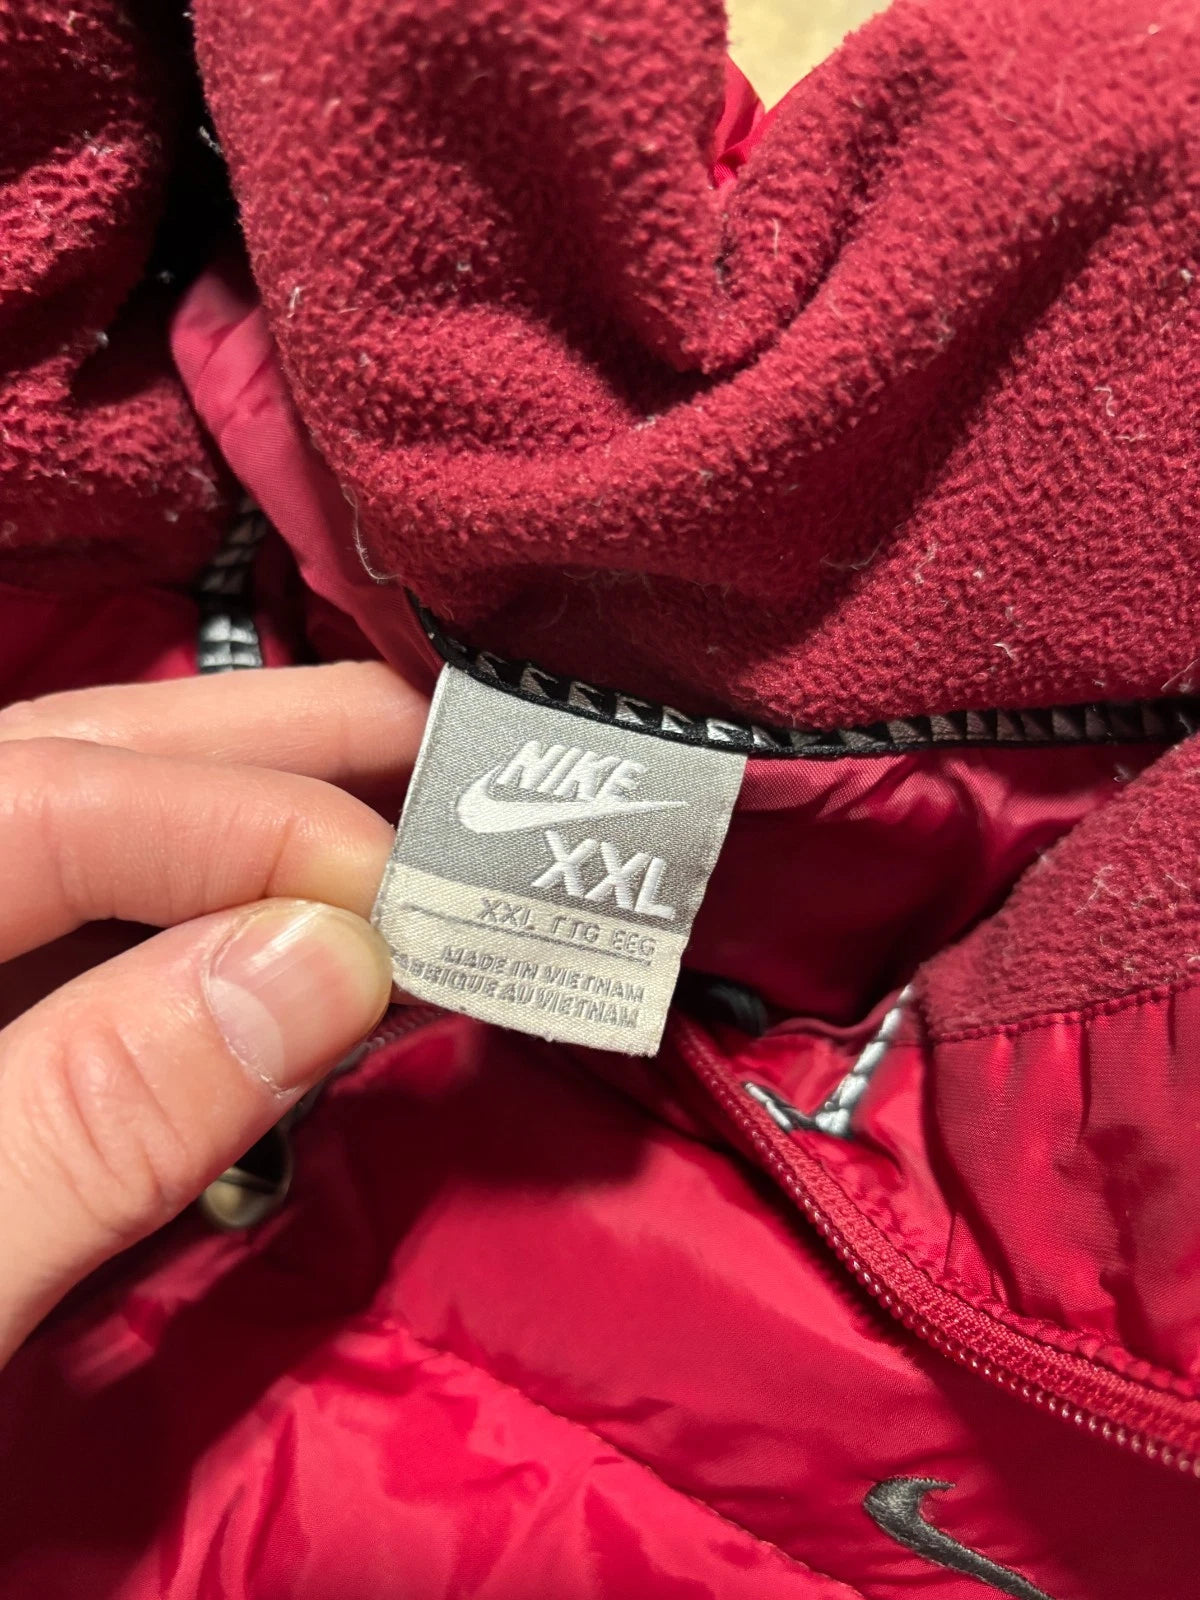 NIKE
XXL
XXL TTG EEG
MADE IN VIETNAM
FABRIQUE AU VIETNAM